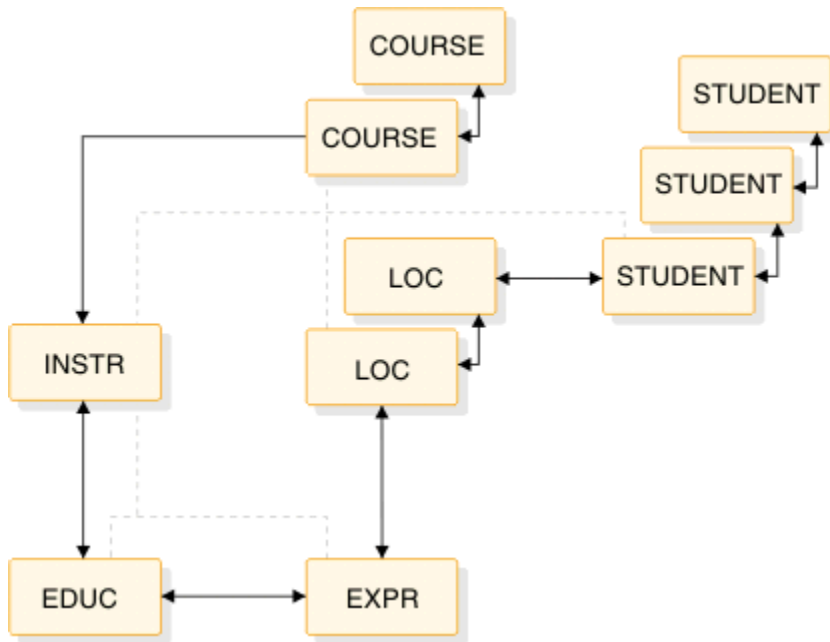 COURSE
COURSE
STUDENT
STUDENT
STUDENT
LOC
LOC
INSTR
EDUC
EXPR